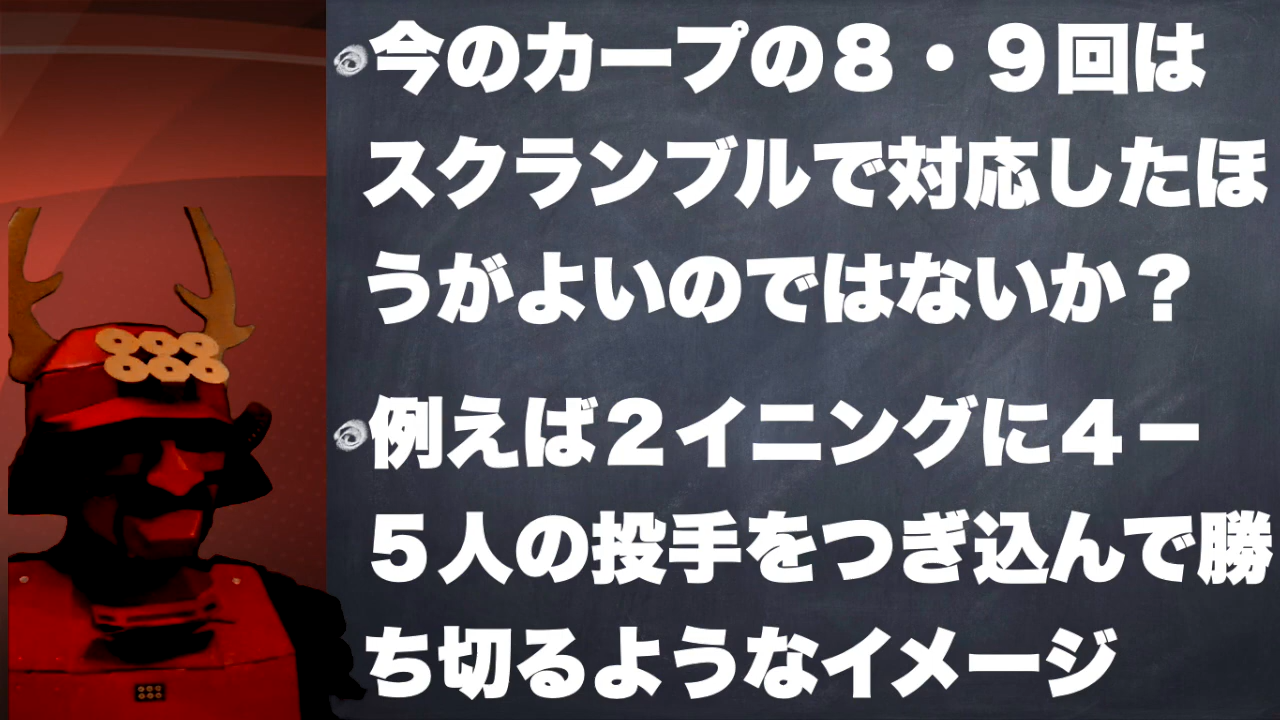 今のカープの８・９回は
スクランブルで対応したほ
うがよいのではないか？
例えば２イニングに４ー
５人の投手をつぎ込んで勝
ち切るようなイメージ